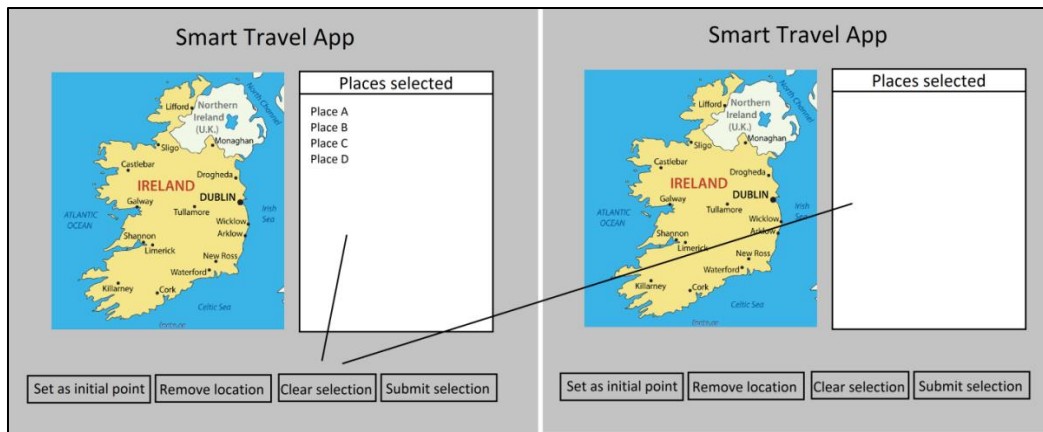 Smart Travel App
Places selected
Place A
Place B
Place C
Place D
North Channel
Lifford
Northern
Ireland
(U.K.)
Sligo
Monaghan
Castlebar
Drogheda
IRELAND
DUBLIN
Galway
Tullamore
Irish
Sea
ATLANTIC
OCEAN
Wicklow
Arklow
Shannon
Limerick
New Ross
Waterford
Killarney
Cork
Celtic Sea
Set as initial point
Remove location
Clear selection
Submit selection
Smart Travel App
Places selected
North Channel
Lifford
Northern
Ireland
(U.K.)
Sligo
Monaghan
Castlebar
Drogheda
IRELAND
DUBLIN
Galway
Tullamore
Irish
Sea
ATLANTIC
OCEAN
Wicklow
Arklow
Shannon
Limerick
New Ross
Waterford
Killarney
Cork
Celtic Sea
Set as initial point
Remove location
Clear selection
Submit selection